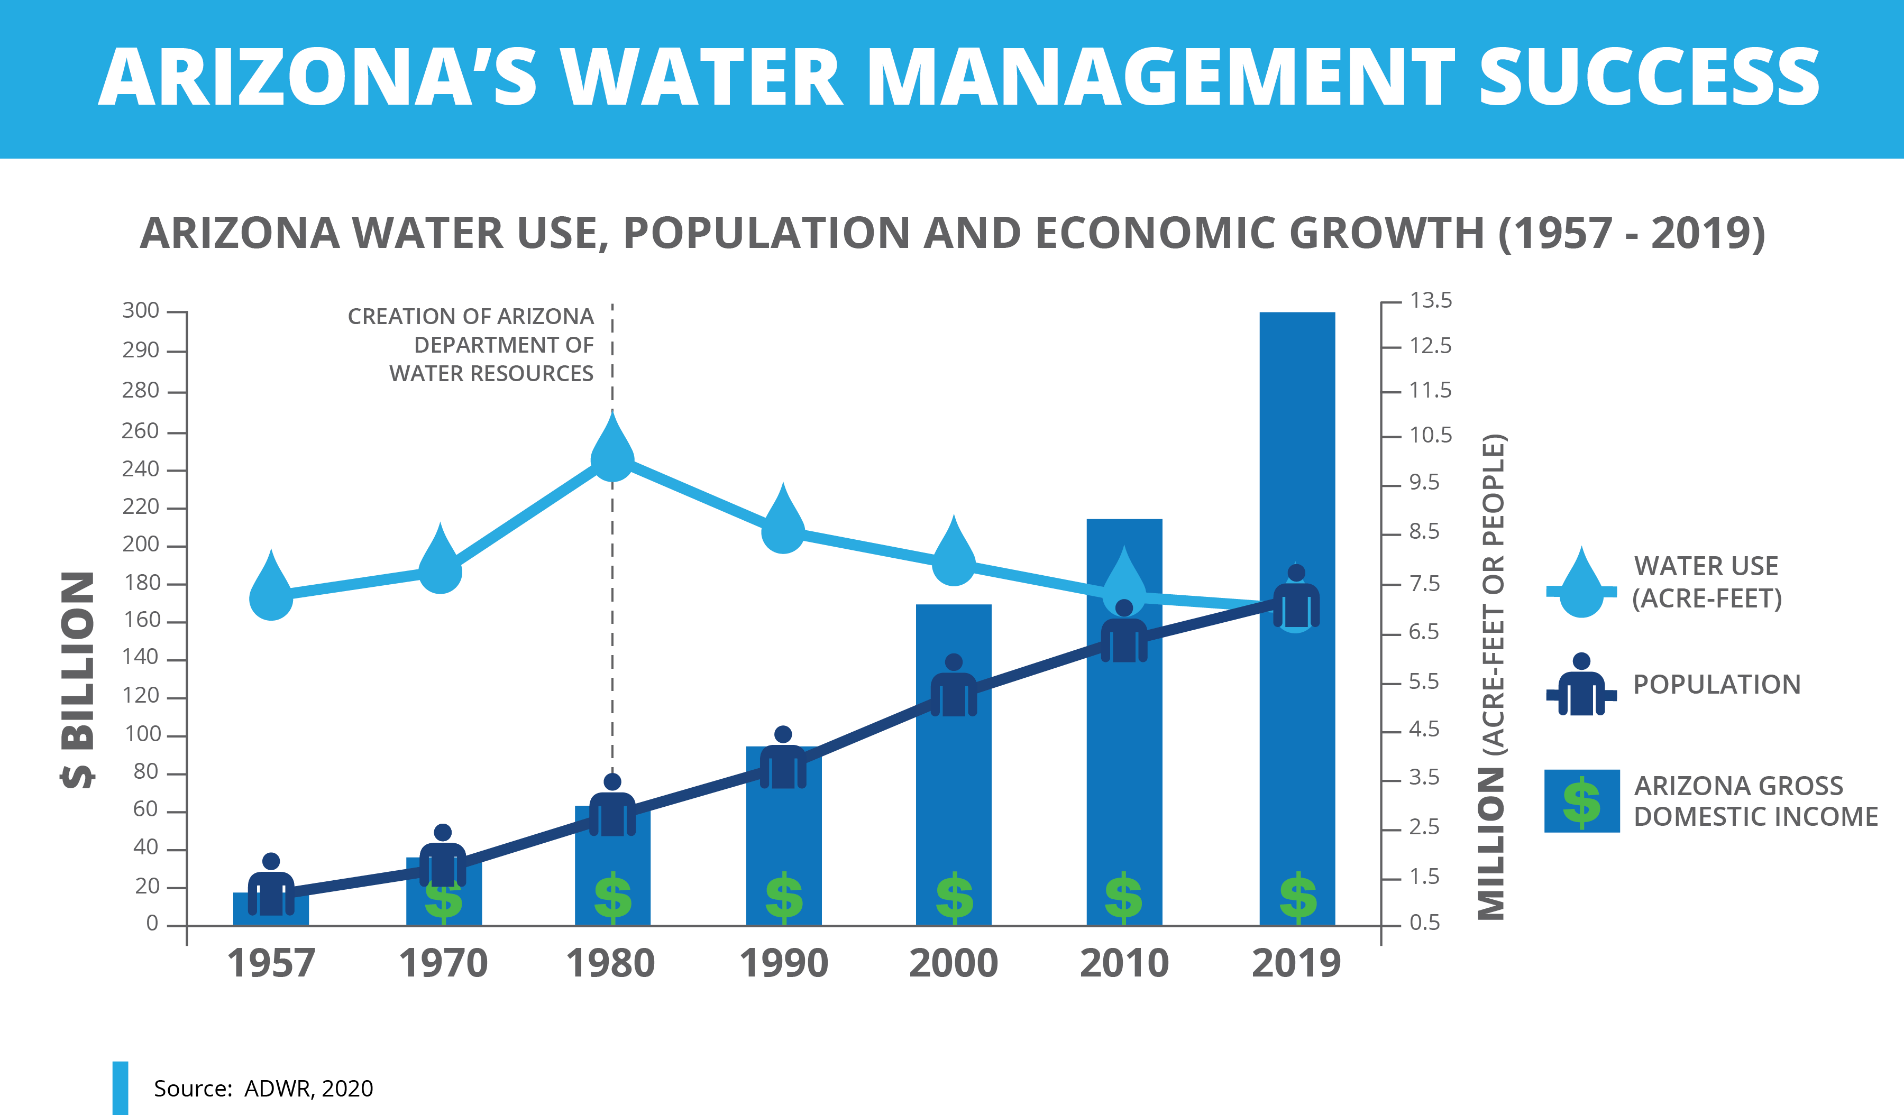 ARIZONA'S WATER MANAGEMENT SUCCESS
ARIZONA WATER USE, POPULATION AND ECONOMIC GROWTH (1957 - 2019)
CREATION OF ARIZONA
DEPARTMENT OF
WATER RESOURCES
$ BILLION
300
290
280
260
240
220
200
180
160
140
120
100
80
60
40
20
0
13.5
12.5
11.5
10.5
9.5
8.5
7.5
6.5
5.5
4.5
3.5
2.5
1.5
0.5
MILLION (ACRE-FEET OR PEOPLE)
$ $ $ $ $ $
1957 1970 1980 1990 2000 2010 2019
WATER USE
(ACRE-FEET)
POPULATION
$
ARIZONA GROSS
DOMESTIC INCOME
Source: ADWR, 2020